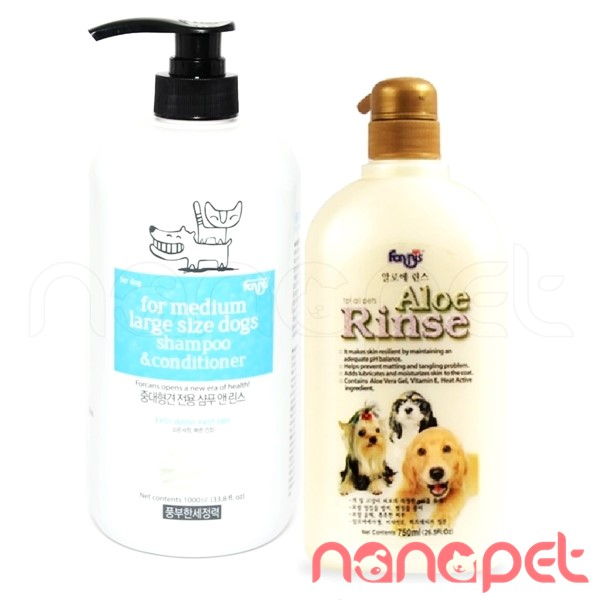 nanapet
for dog
Forcans
for medium
large size dogs
shampoo
&conditioner
Forcans opens a new era of health!
중대형견 전용 샴푸 앤 린스
Net contents 1000㎖ (33.8 fl. oz)
풍부한세정력
알로에 린스
for all pets
Aloe
Rinse
It makes skin resilient by maintaining an
adequate pH balance.
Helps prevent matting and tangling problem.
Adds lubricates and moisturizes skin to the coat.
Contains Aloe Vera Gel, Vitamin E, Heat Active
ingredient.
Net Contents 750㎖ (26.5fl. oz)
nanapet
nanapet